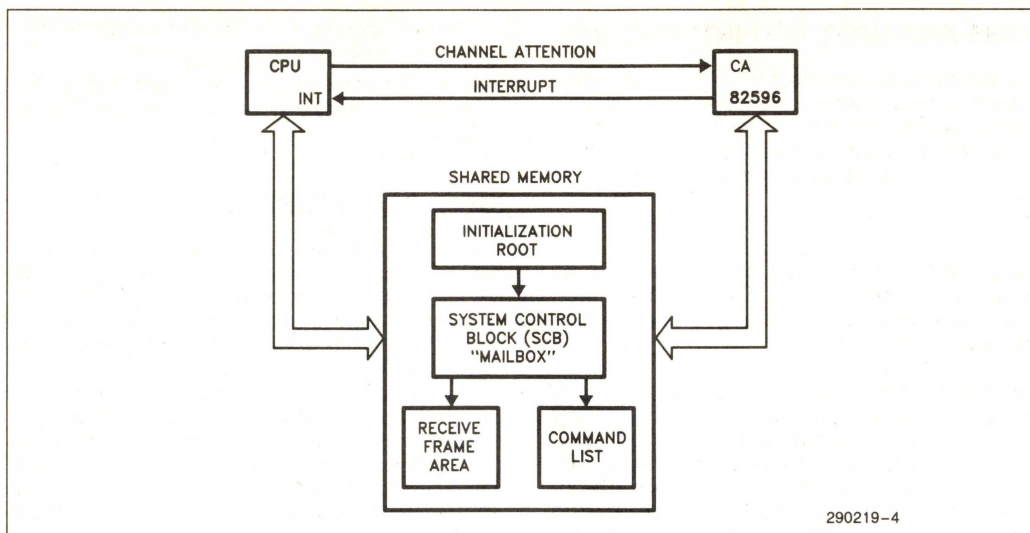 CHANNEL ATTENTION
CPU
CA
INT
INTERRUPT
82596
SHARED MEMORY
INITIALIZATION
ROOT
SYSTEM CONTROL
BLOCK (SCB)
"MAILBOX"
RECEIVE
FRAME
AREA
COMMAND
LIST
290219-4